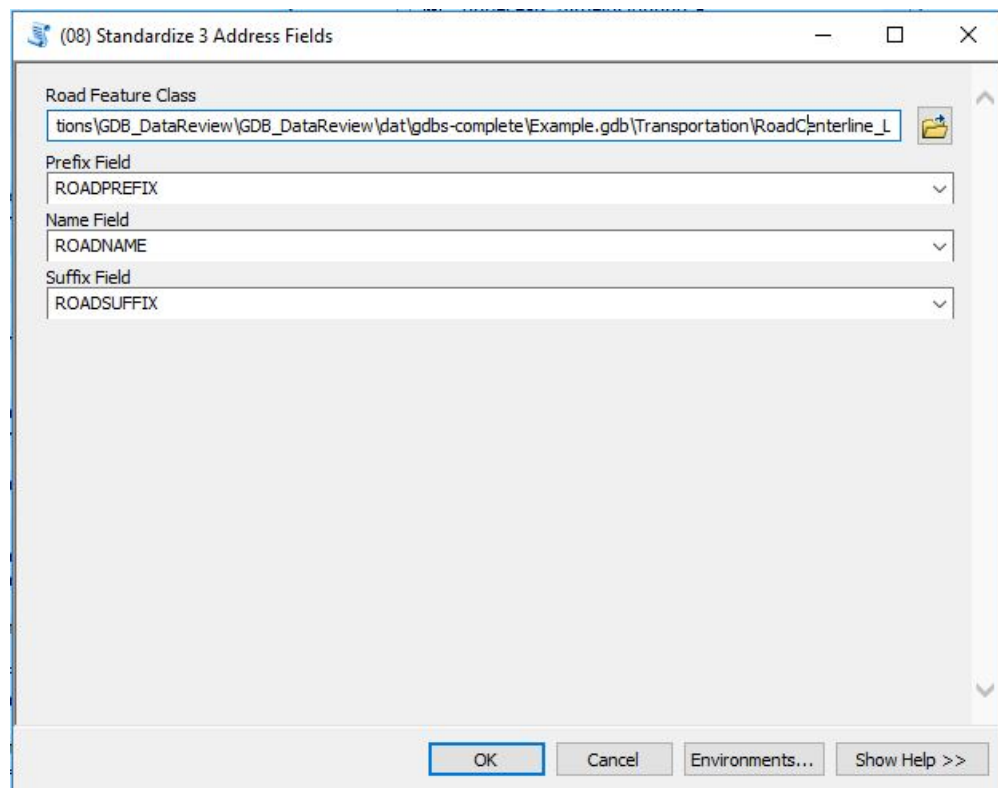 (08) Standardize 3 Address Fields
Road Feature Class
tions\GDB_DataReview\GDB_DataReview\dat\gdbs-complete\Example.gdb\Transportation\RoadCenterline_L
Prefix Field
ROADPREFIX
Name Field
ROADNAME
Suffix Field
ROADSUFFIX
OK Cancel Environments... Show Help >>